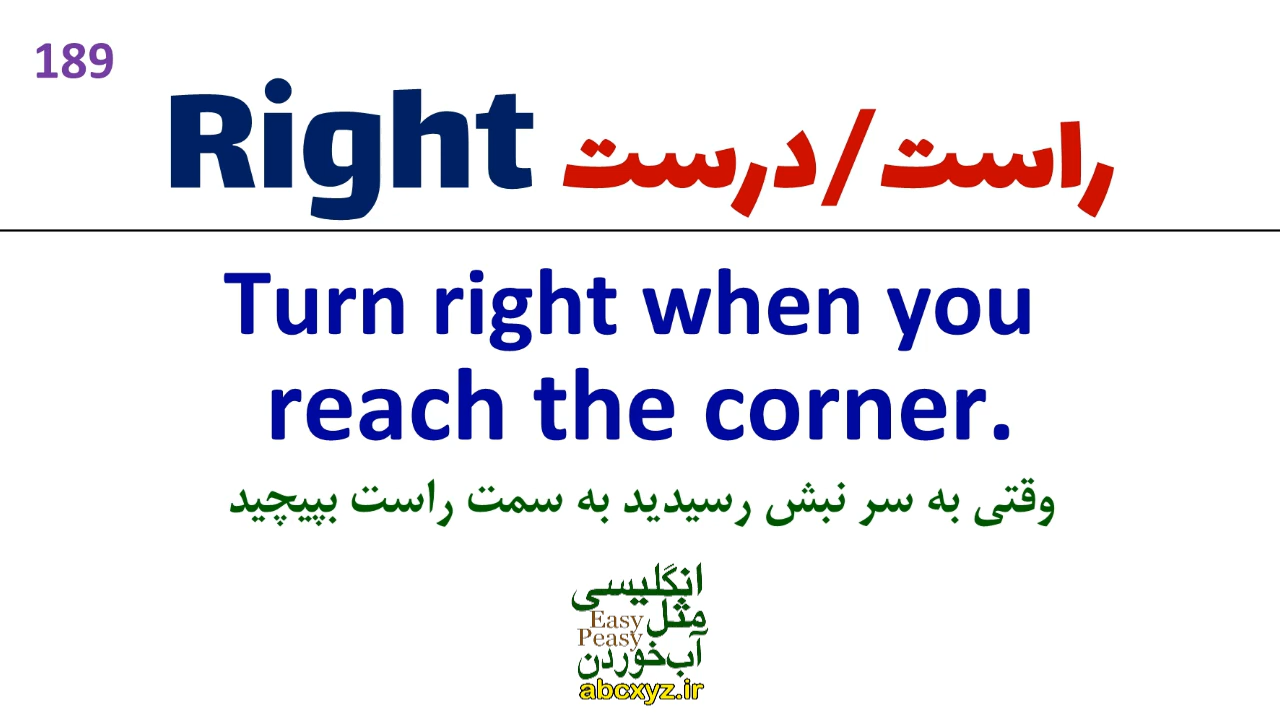 189
Right راست/درست
Turn right when you
reach the corner.
وقتی به سر نبش رسیدید به سمت راست بپیچید
انگلیسی
مثل
Easy
Peasy
آب‌خوردن
abcxyz.ir